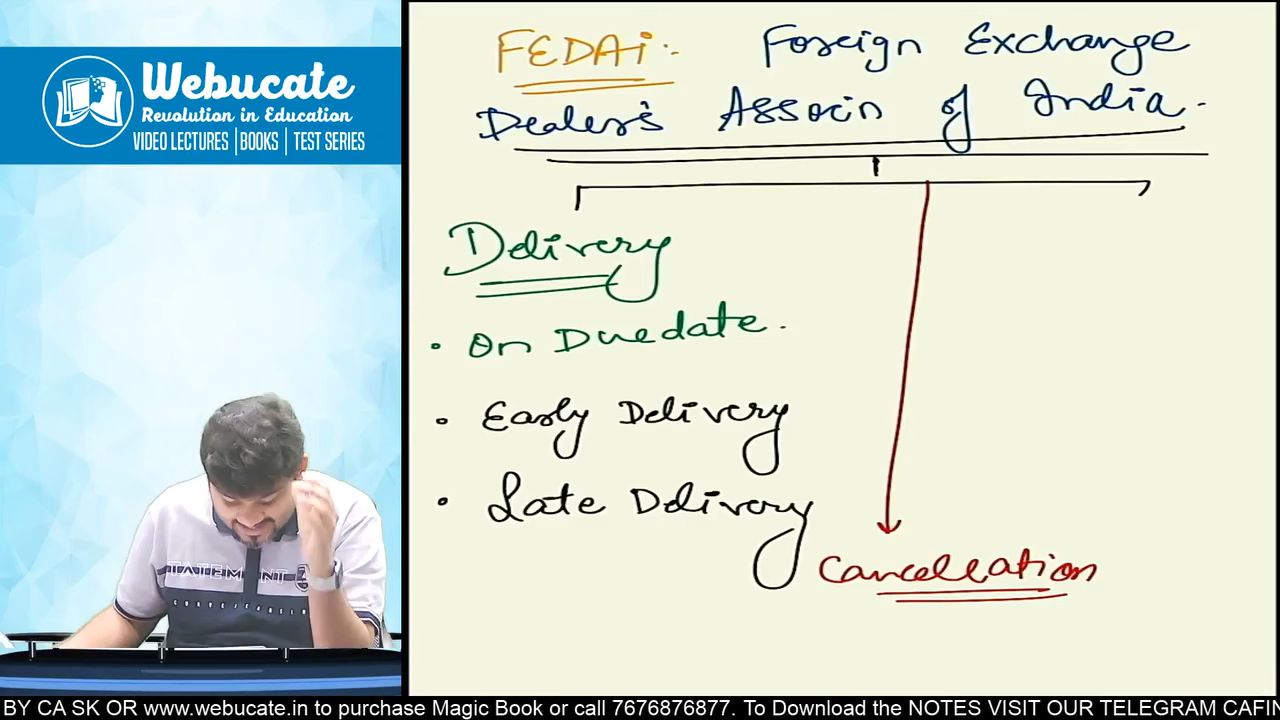 Webucate
Revolution in Education
VIDEO LECTURES | BOOKS | TEST SERIES
FEDAi:- Foreign Exchange
Dealer's Associn of India.
Delivery
• On Duedate.
• Early Delivery
• Late Delivery
Cancellation
TATEMENT
BY CA SK OR www.webucate.in to purchase Magic Book or call 7676876877. To Download the NOTES VISIT OUR TELEGRAM CAFIN